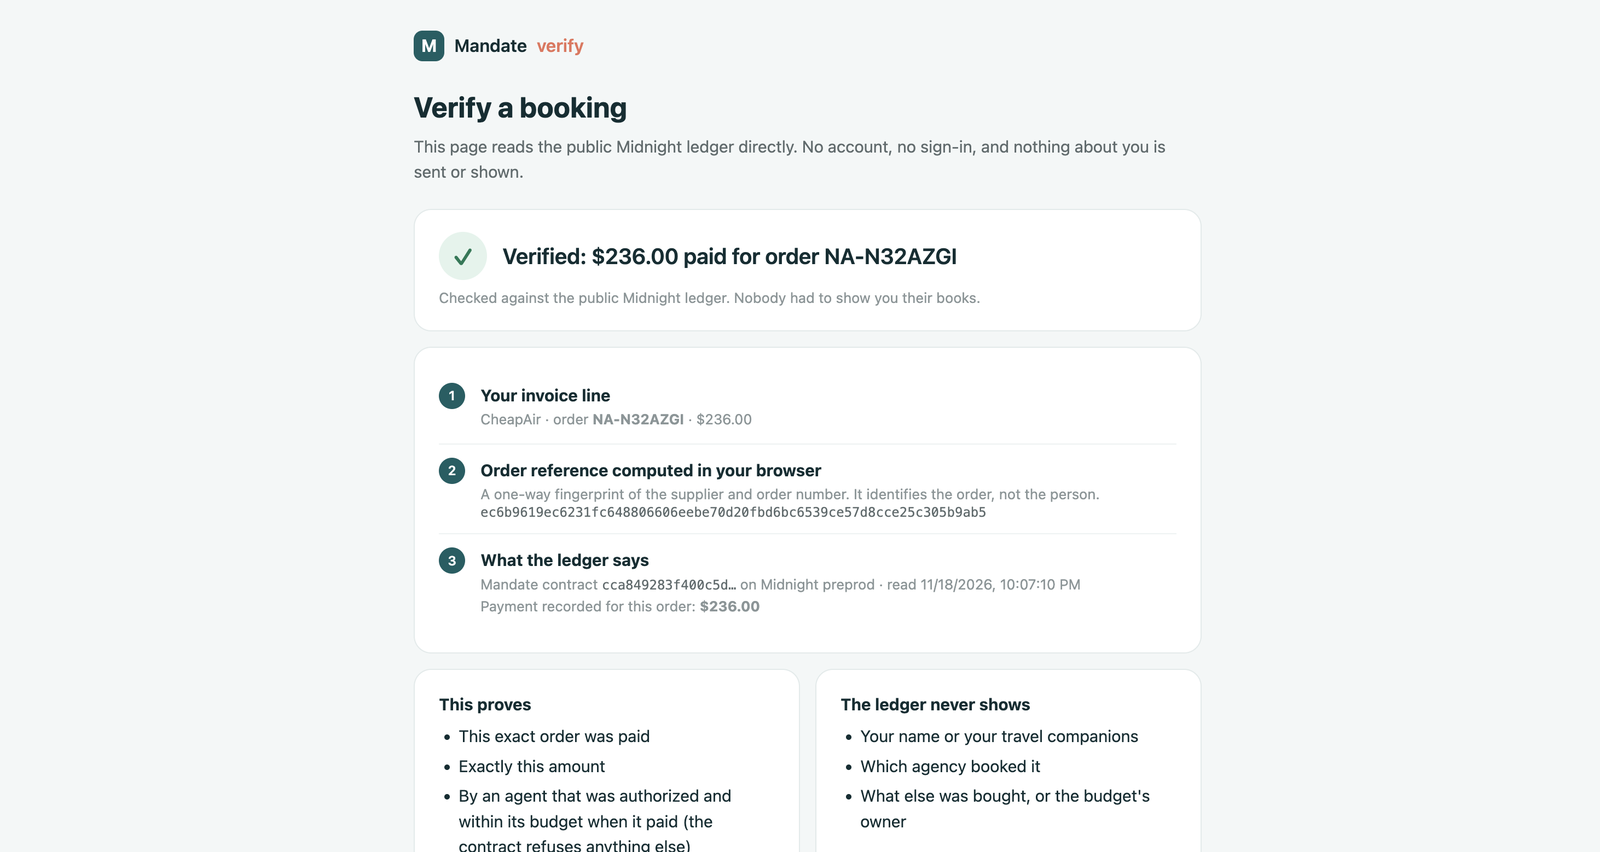 M Mandate verify
Verify a booking
This page reads the public Midnight ledger directly. No account, no sign-in, and nothing about you is
sent or shown.
Verified: $236.00 paid for order NA-N32AZGI
Checked against the public Midnight ledger. Nobody had to show you their books.
1 Your invoice line
CheapAir · order NA-N32AZGI · $236.00
2 Order reference computed in your browser
A one-way fingerprint of the supplier and order number. It identifies the order, not the person.
ec6b9619ec6231fc648806606eebe70d20fbd6bc6539ce57d8cce25c305b9ab5
3 What the ledger says
Mandate contract cca849283f400c5d… on Midnight preprod · read 11/18/2026, 10:07:10 PM
Payment recorded for this order: $236.00
This proves
• This exact order was paid
• Exactly this amount
• By an agent that was authorized and
within its budget when it paid (the
contract refuses anything else)
The ledger never shows
• Your name or your travel companions
• Which agency booked it
• What else was bought, or the budget's
owner